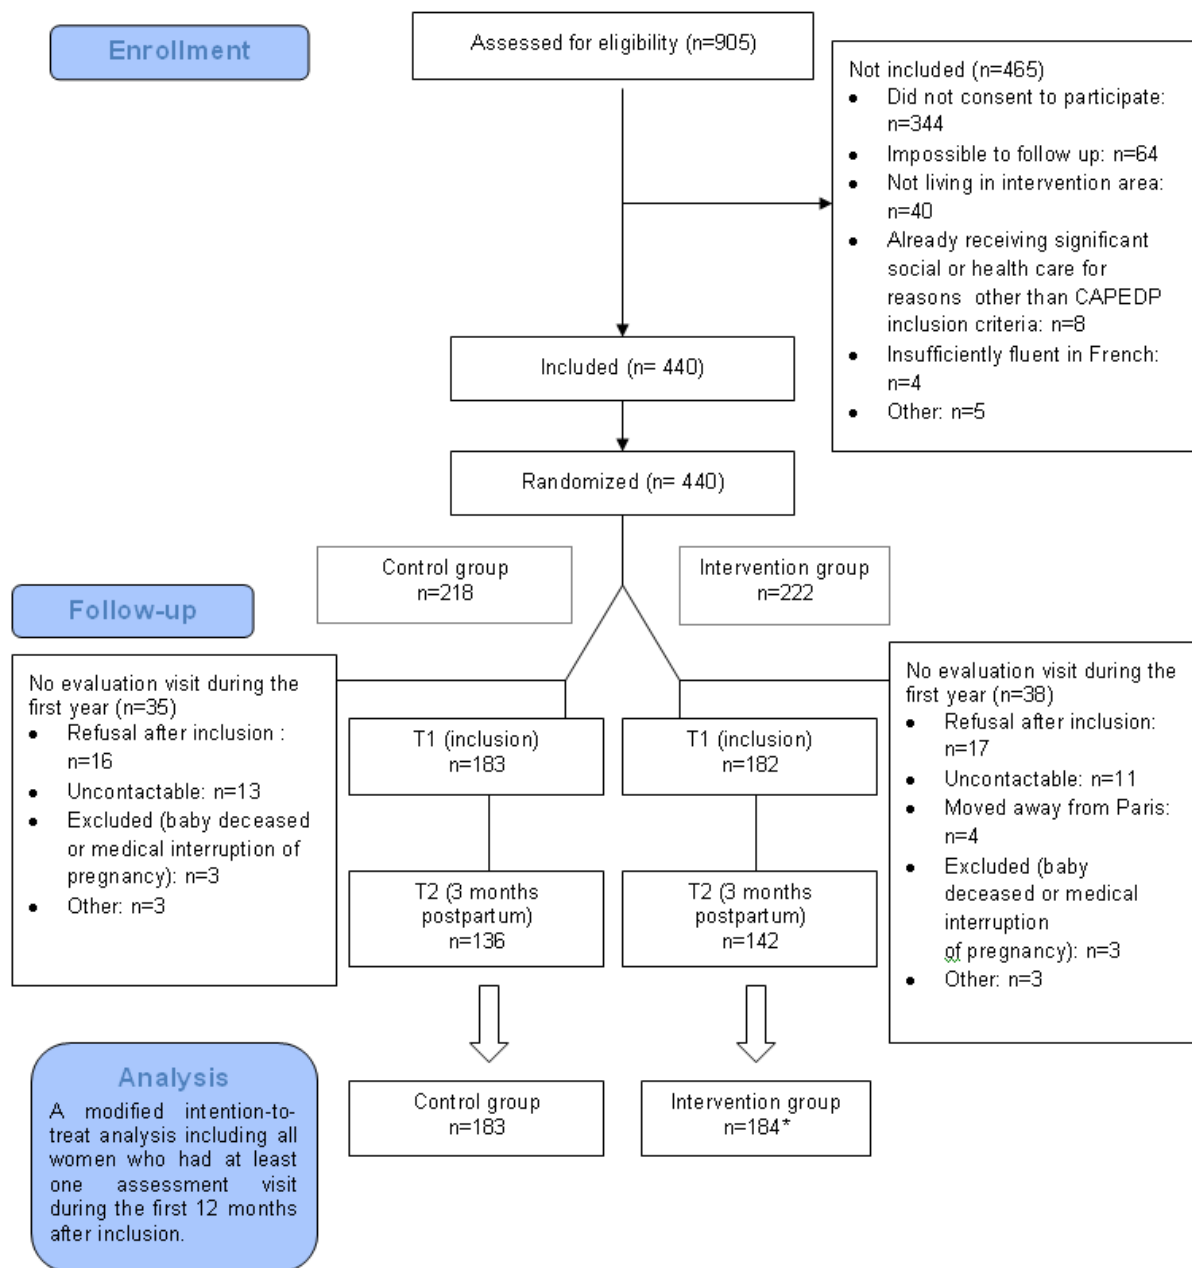 Enrollment
Assessed for eligibility (n=905)
Not included (n=465)
• Did not consent to participate:
n=344
• Impossible to follow up: n=64
• Not living in intervention area:
n=40
• Already receiving significant
social or health care for
reasons other than CAPEDP
inclusion criteria: n=8
• Insufficiently fluent in French:
n=4
• Other: n=5
Included (n= 440)
Randomized (n= 440)
Control group
n=218
Intervention group
n=222
Follow-up
No evaluation visit during the
first year (n=35)
• Refusal after inclusion :
n=16
• Uncontactable: n=13
• Excluded (baby deceased
or medical interruption of
pregnancy): n=3
• Other: n=3
T1 (inclusion)
n=183
T1 (inclusion)
n=182
No evaluation visit during the
first year (n=38)
• Refusal after inclusion:
n=17
• Uncontactable: n=11
• Moved away from Paris:
n=4
• Excluded (baby
deceased or medical
interruption
of pregnancy): n=3
• Other: n=3
T2 (3 months
postpartum)
n=136
T2 (3 months
postpartum)
n=142
Analysis
A modified intention-to-
treat analysis including all
women who had at least
one assessment visit
during the first 12 months
after inclusion.
Control group
n=183
Intervention group
n=184*